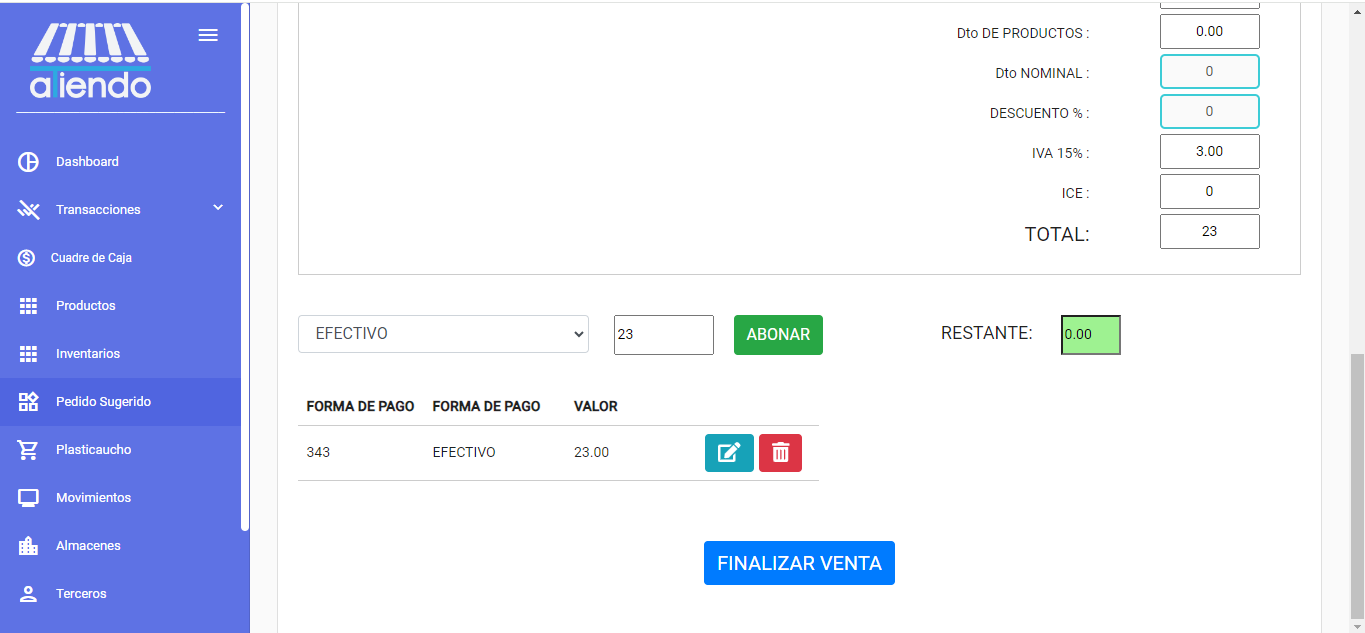 aTiendo
Dashboard
Transacciones
Cuadre de Caja
Productos
Inventarios
Pedido Sugerido
Plasticaucho
Movimientos
Almacenes
Terceros
Dto DE PRODUCTOS : 0.00
Dto NOMINAL : 0
DESCUENTO % : 0
IVA 15% : 3.00
ICE : 0
TOTAL: 23
EFECTIVO 23 ABONAR RESTANTE: 0.00
FORMA DE PAGO FORMA DE PAGO VALOR
343 EFECTIVO 23.00
FINALIZAR VENTA